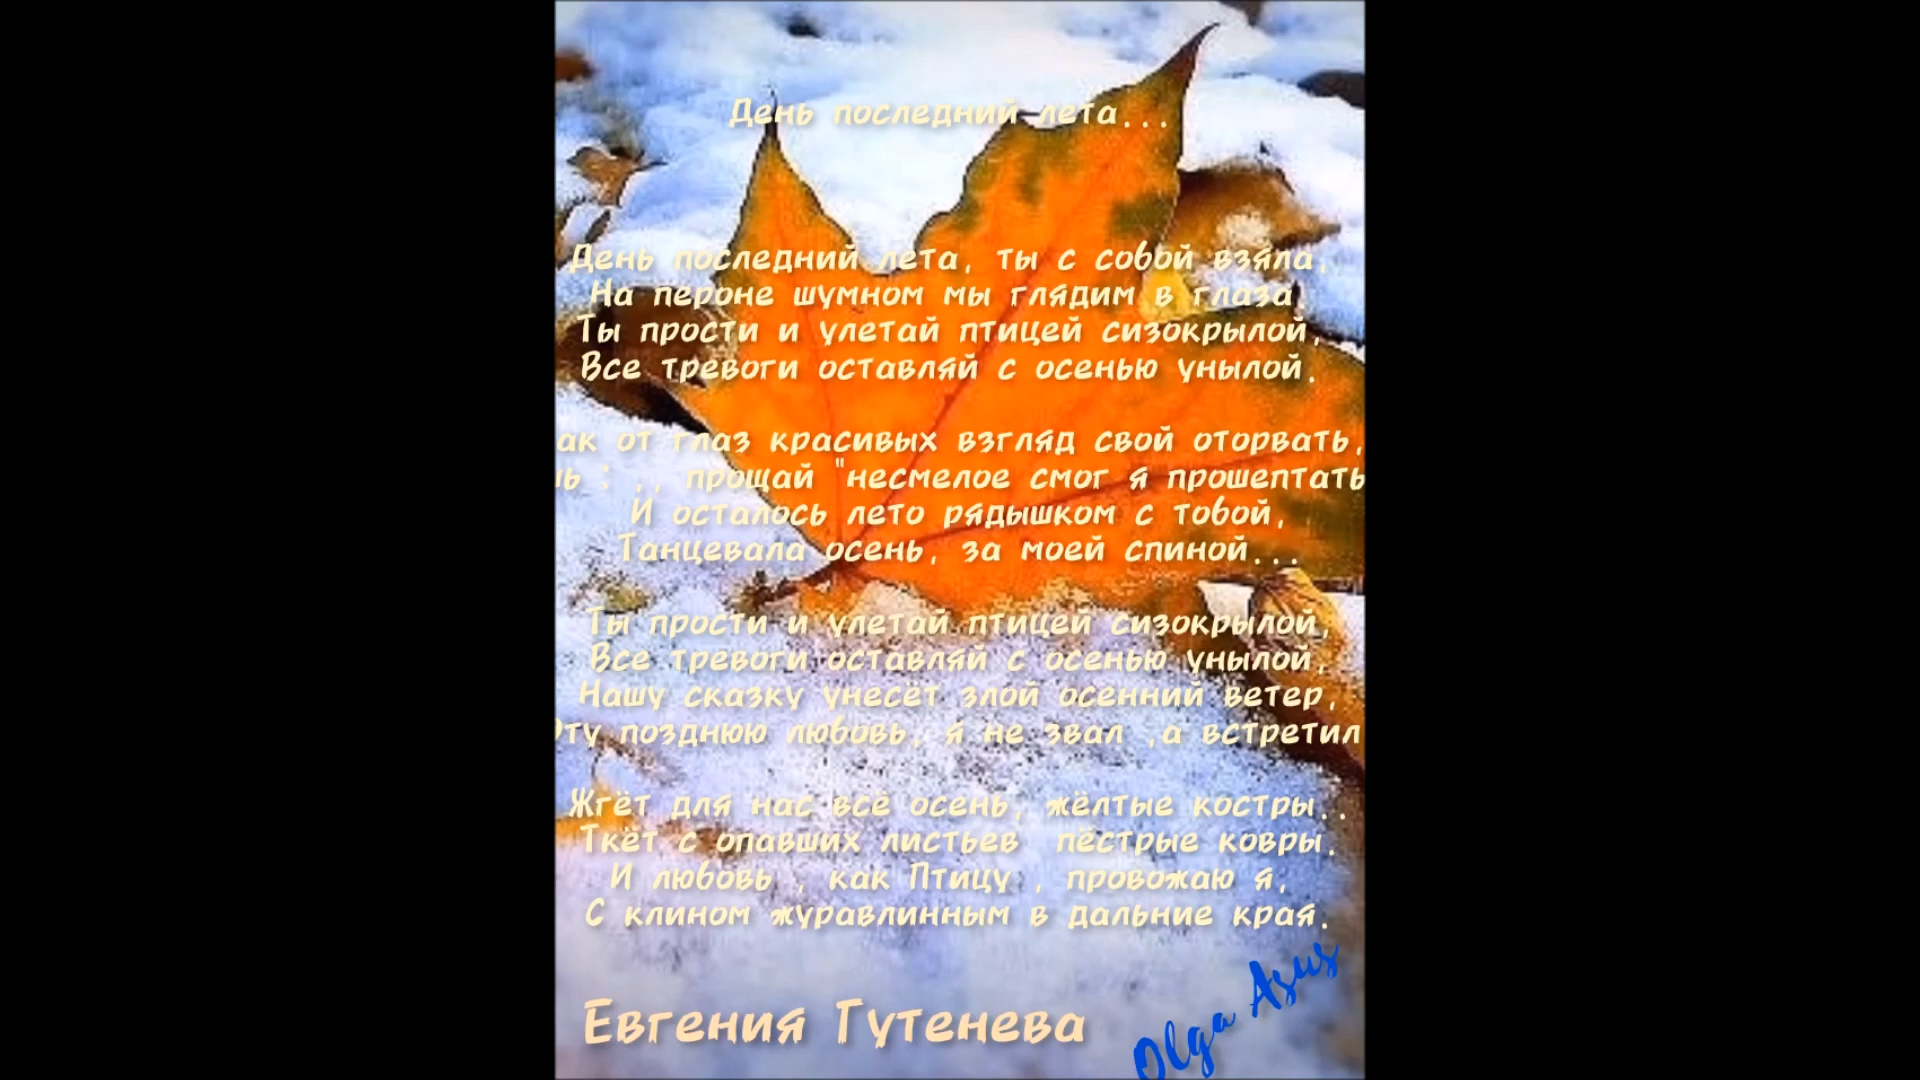 День последний лета...
День последний лета, ты с собой взяла,
На пероне шумном мы глядим в глаза.
Ты прости и улетай птицей сизокрылой,
Все тревоги оставляй с осенью унылой.
от глаз красивых взгляд свой оторвать,
: ,, прощай "несмелое смог я прошептать
И осталось лето рядышком с тобой,
Танцевала осень, за моей спиной...
Ты прости и улетай птицей сизокрылой,
Все тревоги оставляй с осенью унылой,
Нашу сказку унесёт злой осенний ветер,
позднюю любовь, я не звал ,а встретил
Жгёт для нас всё осень, жёлтые костры..
Ткёт с опавших листьев пёстрые ковры.
И любовь , как Птицу , провожаю я,
С клином журавлинным в дальние края.
Евгения Гутенева
Olga Asus